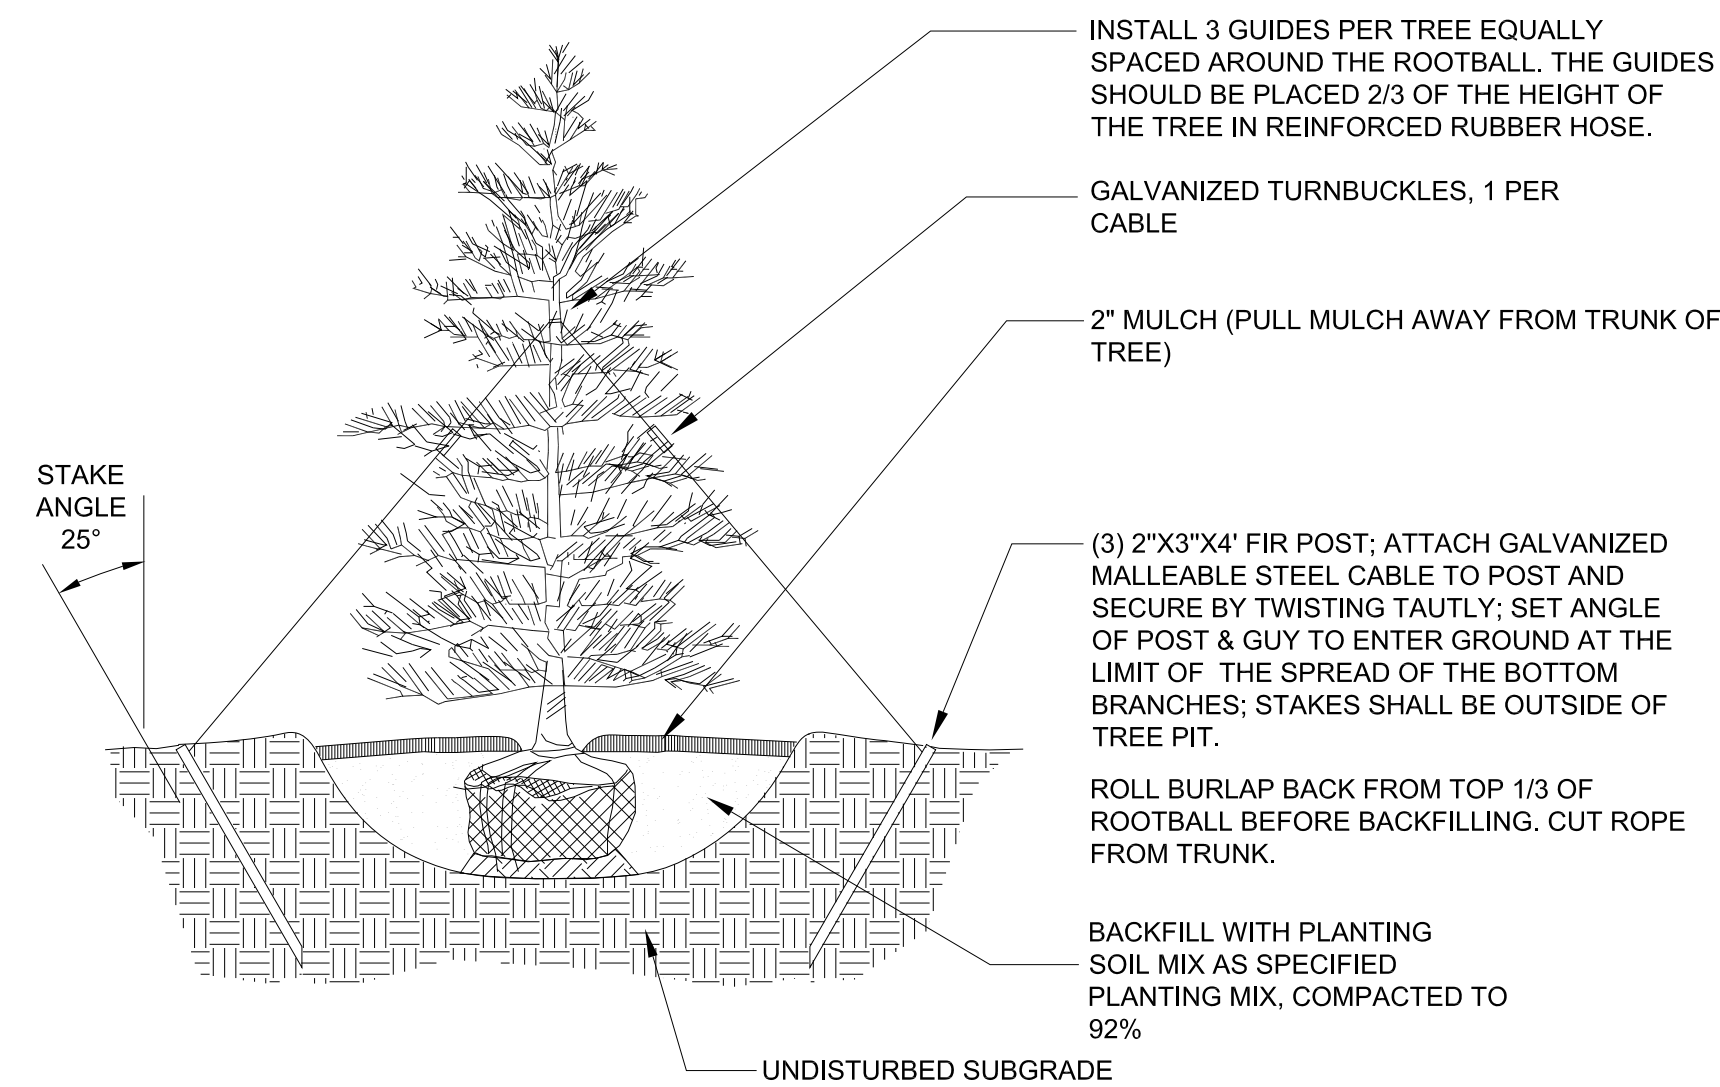 INSTALL 3 GUIDES PER TREE EQUALLY
SPACED AROUND THE ROOTBALL. THE GUIDES
SHOULD BE PLACED 2/3 OF THE HEIGHT OF
THE TREE IN REINFORCED RUBBER HOSE.
GALVANIZED TURNBUCKLES, 1 PER
CABLE
2" MULCH (PULL MULCH AWAY FROM TRUNK OF
TREE)
STAKE
ANGLE
25°
(3) 2"X3"X4' FIR POST; ATTACH GALVANIZED
MALLEABLE STEEL CABLE TO POST AND
SECURE BY TWISTING TAUTLY; SET ANGLE
OF POST & GUY TO ENTER GROUND AT THE
LIMIT OF THE SPREAD OF THE BOTTOM
BRANCHES; STAKES SHALL BE OUTSIDE OF
TREE PIT.
ROLL BURLAP BACK FROM TOP 1/3 OF
ROOTBALL BEFORE BACKFILLING. CUT ROPE
FROM TRUNK.
BACKFILL WITH PLANTING
SOIL MIX AS SPECIFIED
PLANTING MIX, COMPACTED TO
92%
UNDISTURBED SUBGRADE